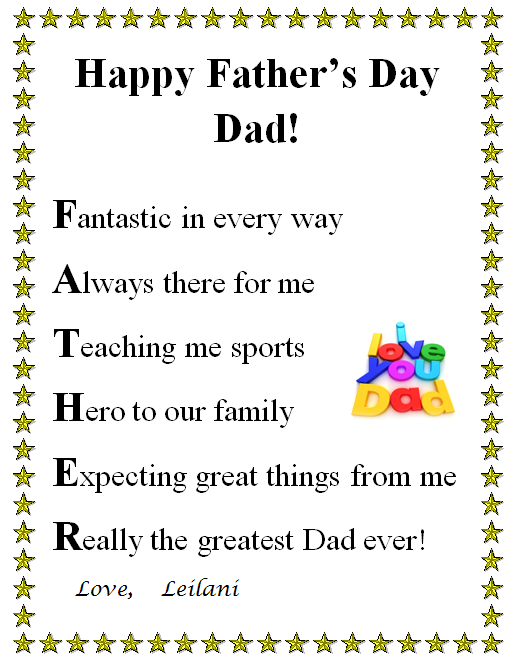 Happy Father's Day
Dad!
Fantastic in every way
Always there for me
Teaching me sports
i
love
you
Dad
Hero to our family
Expecting great things from me
Really the greatest Dad ever!
Love, Leilani